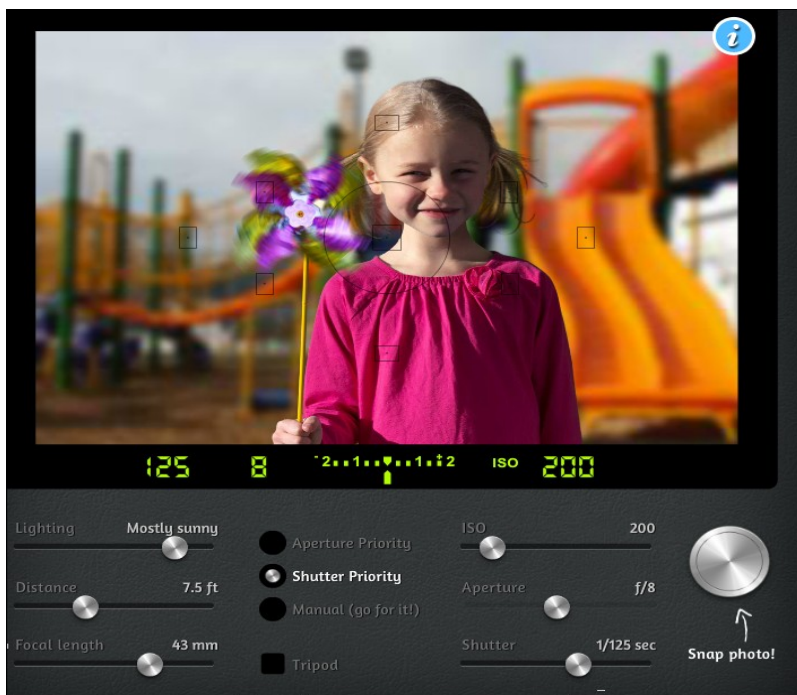 i
125 8 -2..1..▼..1..+2 ISO 200
Lighting Mostly sunny
Distance 7.5 ft
Focal length 43 mm
Aperture Priority
Shutter Priority
Manual (go for it!)
Tripod
ISO 200
Aperture ƒ/8
Shutter 1/125 sec
Snap photo!